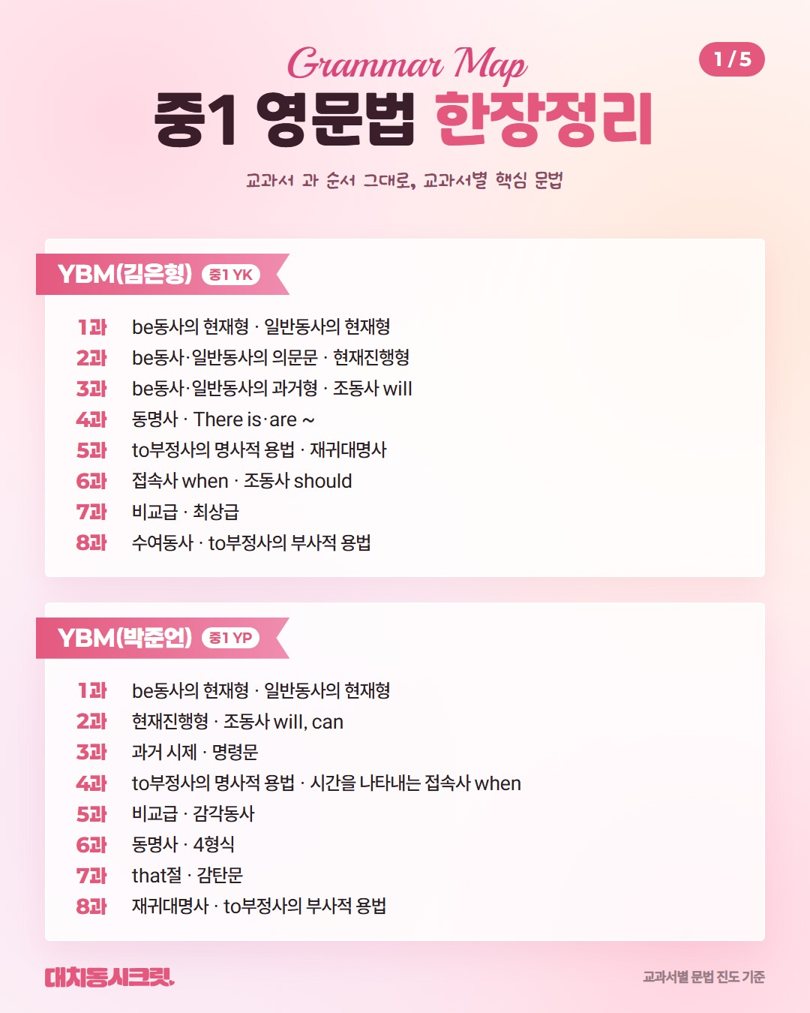 Grammar Map
1/5
중1 영문법 한장정리
교과서 과 순서 그대로, 교과서별 핵심 문법
YBM(김은형) 중1 YK
1과 be동사의 현재형 · 일반동사의 현재형
2과 be동사·일반동사의 의문문 · 현재진행형
3과 be동사·일반동사의 과거형 · 조동사 will
4과 동명사 · There is·are ~
5과 to부정사의 명사적 용법 · 재귀대명사
6과 접속사 when · 조동사 should
7과 비교급 · 최상급
8과 수여동사 · to부정사의 부사적 용법
YBM(박준언) 중1 YP
1과 be동사의 현재형 · 일반동사의 현재형
2과 현재진행형 · 조동사 will, can
3과 과거 시제 · 명령문
4과 to부정사의 명사적 용법 · 시간을 나타내는 접속사 when
5과 비교급 · 감각동사
6과 동명사 · 4형식
7과 that절 · 감탄문
8과 재귀대명사 · to부정사의 부사적 용법
대치동시크릿
교과서별 문법 진도 기준